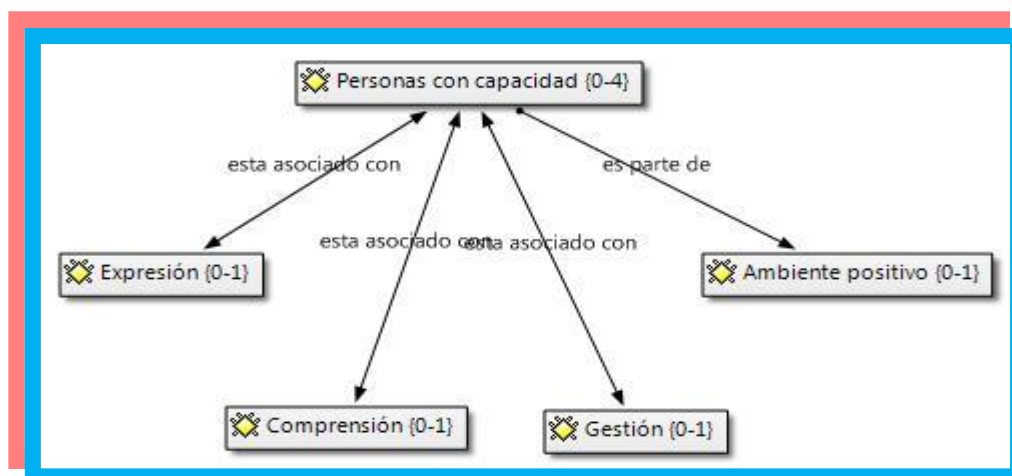 Personas con capacidad {0-4}
esta asociado con
es parte de
esta asociado con
esta asociado con
Expresión {0-1}
Ambiente positivo {0-1}
Comprensión {0-1}
Gestión {0-1}